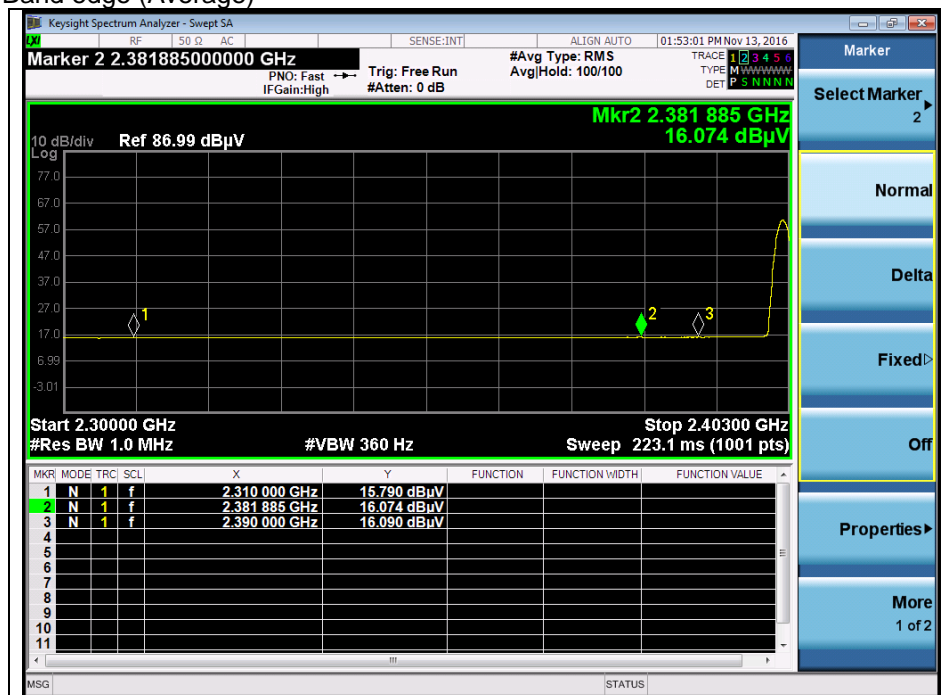 Band edge (Average)
Keysight Spectrum Analyzer - Swept SA
LXI RF 50 Ω AC SENSE:INT ALIGN AUTO 01:53:01 PM Nov 13, 2016
Marker 2 2.381885000000 GHz
PNO: Fast
IFGain:High
Trig: Free Run
#Atten: 0 dB
#Avg Type: RMS
Avg|Hold: 100/100
TRACE 1 2 3 4 5 6
TYPE M WWWWW
DET P S N N N N
Mkr2 2.381 885 GHz
16.074 dBµV
10 dB/div Ref 86.99 dBµV
Log
77.0
67.0
57.0
47.0
37.0
27.0
17.0
6.99
-3.01
1
2
3
Start 2.30000 GHz Stop 2.40300 GHz
#Res BW 1.0 MHz #VBW 360 Hz Sweep 223.1 ms (1001 pts)
MKR MODE TRC SCL X Y FUNCTION FUNCTION WIDTH FUNCTION VALUE
1 N 1 f 2.310 000 GHz 15.790 dBµV
2 N 1 f 2.381 885 GHz 16.074 dBµV
3 N 1 f 2.390 000 GHz 16.090 dBµV
4
5
6
7
8
9
10
11
MSG STATUS
Marker
Select Marker
2
Normal
Delta
Fixed
Off
Properties
More
1 of 2